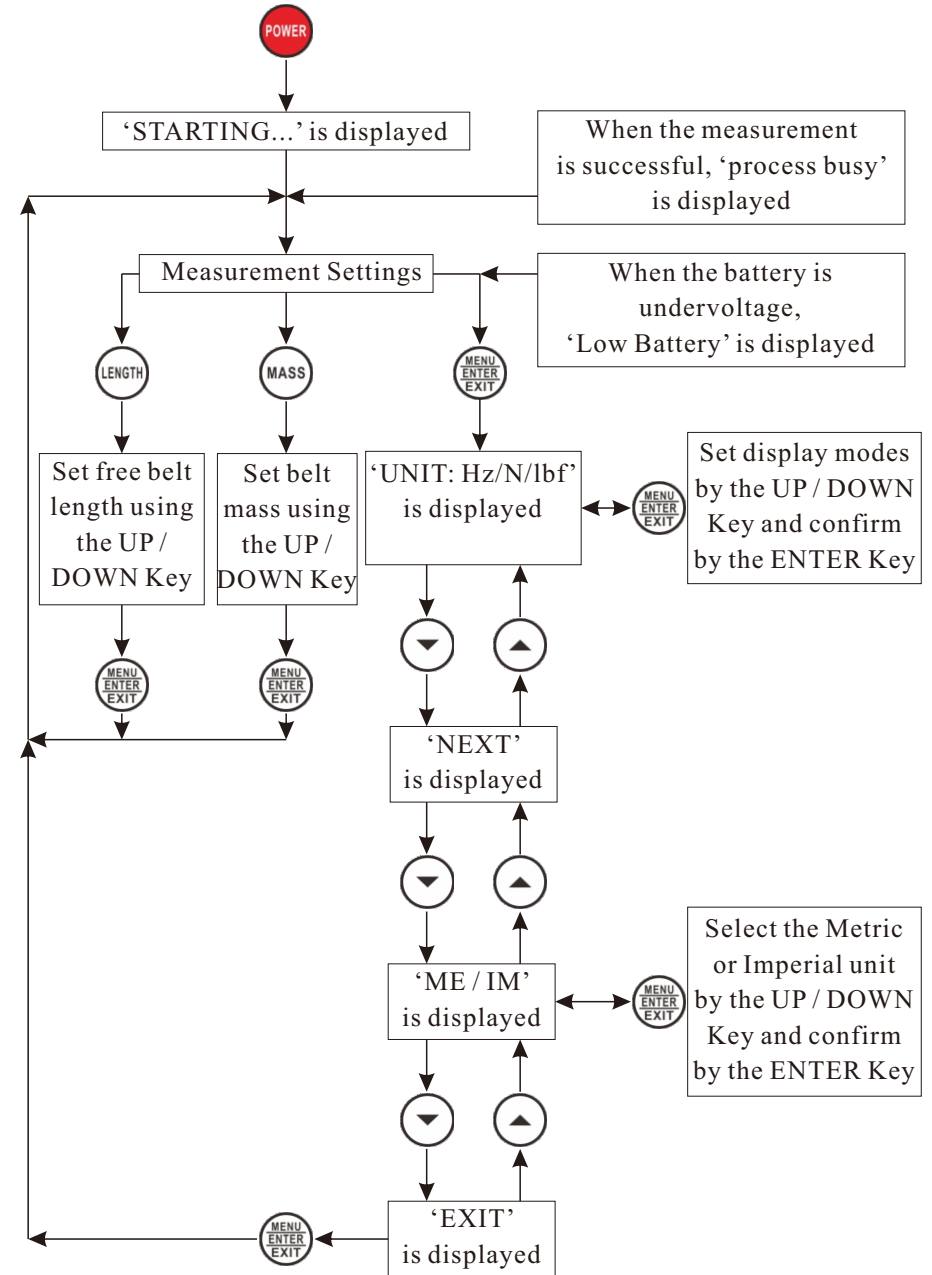 POWER
‘STARTING...’ is displayed
When the measurement
is successful, ‘process busy’
is displayed
Measurement Settings
When the battery is
undervoltage,
‘Low Battery’ is displayed
LENGTH
MASS
MENU
ENTER
EXIT
Set free belt
length using
the UP /
DOWN Key
Set belt
mass using
the UP /
DOWN Key
‘UNIT: Hz/N/lbf’
is displayed
MENU
ENTER
EXIT
Set display modes
by the UP / DOWN
Key and confirm
by the ENTER Key
MENU
ENTER
EXIT
MENU
ENTER
EXIT
‘NEXT’
is displayed
‘ME / IM’
is displayed
MENU
ENTER
EXIT
Select the Metric
or Imperial unit
by the UP / DOWN
Key and confirm
by the ENTER Key
MENU
ENTER
EXIT
‘EXIT’
is displayed